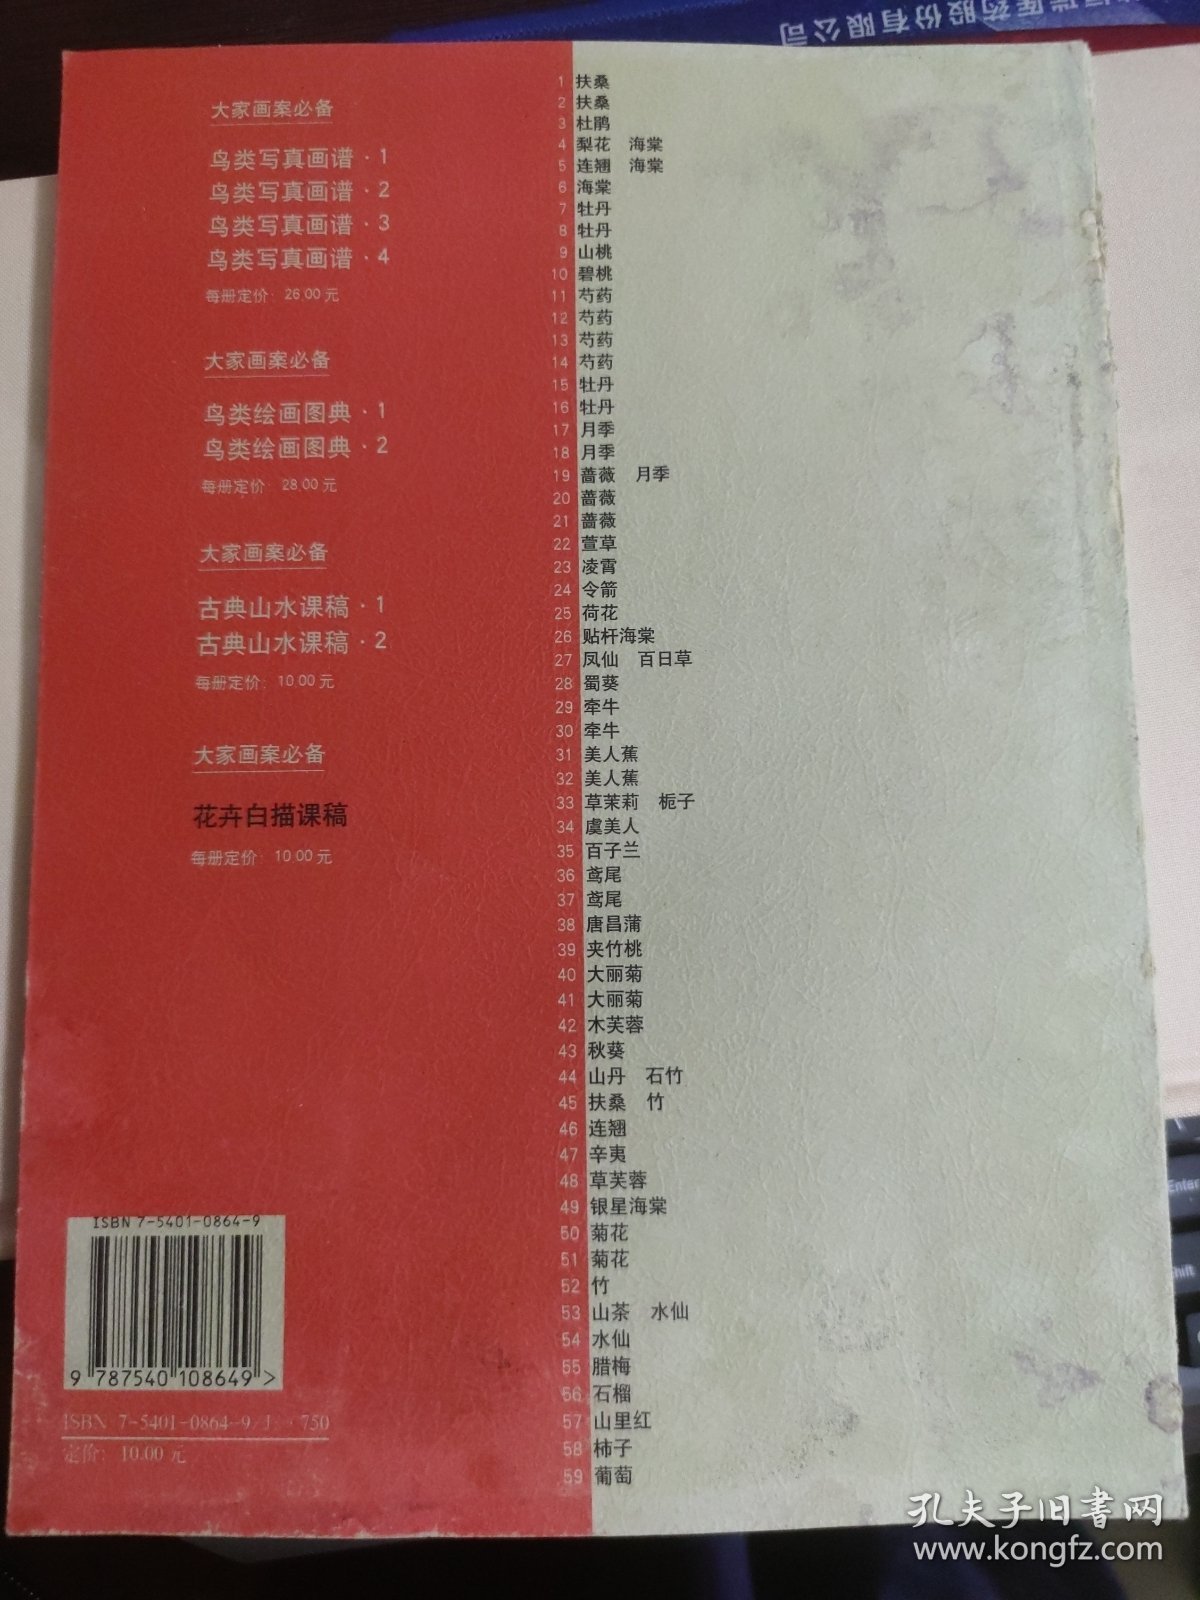 份有限公司
大家画案必备
鸟类写真画谱·1
鸟类写真画谱·2
鸟类写真画谱·3
鸟类写真画谱·4
每册定价：26.00元
大家画案必备
鸟类绘画图典·1
鸟类绘画图典·2
每册定价：28.00元
大家画案必备
古典山水课稿·1
古典山水课稿·2
每册定价：10.00元
大家画案必备
花卉白描课稿
每册定价：10.00元
ISBN 7-5401-0864-9
9 787540 108649 >
ISBN 7-5401-0864-9/J·750
定价：10.00元
1 扶桑
2 扶桑
3 杜鹃
4 梨花 海棠
5 连翘 海棠
6 海棠
7 牡丹
8 牡丹
9 山桃
10 碧桃
11 芍药
12 芍药
13 芍药
14 芍药
15 牡丹
16 牡丹
17 月季
18 月季
19 蔷薇 月季
20 蔷薇
21 蔷薇
22 萱草
23 凌霄
24 令箭
25 荷花
26 贴杆海棠
27 凤仙 百日草
28 蜀葵
29 牵牛
30 牵牛
31 美人蕉
32 美人蕉
33 草茉莉 栀子
34 虞美人
35 百子兰
36 鸢尾
37 鸢尾
38 唐昌蒲
39 夹竹桃
40 大丽菊
41 大丽菊
42 木芙蓉
43 秋葵
44 山丹 石竹
45 扶桑 竹
46 连翘
47 辛夷
48 草芙蓉
49 银星海棠
50 菊花
51 菊花
52 竹
53 山茶 水仙
54 水仙
55 腊梅
56 石榴
57 山里红
58 柿子
59 葡萄
Enter
hift
孔夫子旧書网
www.kongfz.com